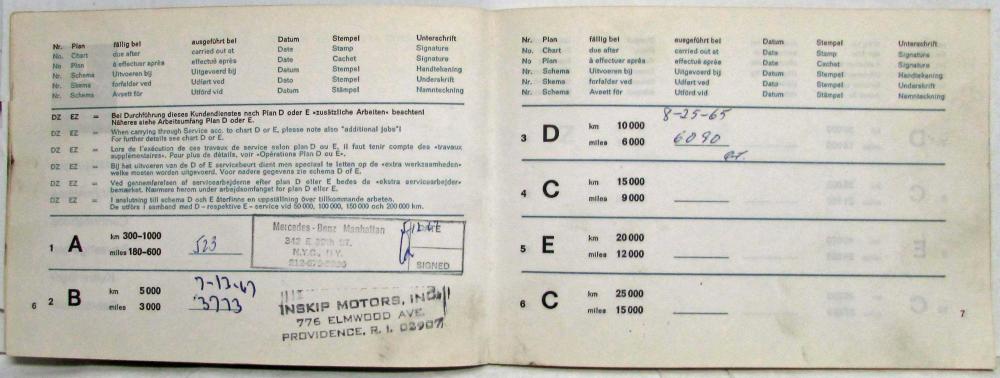 Nr. Plan fällig bei ausgeführt bei Datum Stempel Unterschrift
No. Chart due after carried out at Date Stamp Signature
No Plan à effectuer après effectué après Date Cachet Signature
Nr. Schema Uitvoeren bij Uitgevoerd bij Datum Stempel Handtekening
Nr. Skema forfalder ved Udført ved Dato Stempel Underskrift
Nr. Schema Avsett för Utförd vid Datum Stämpel Namnteckning
DZ EZ = Bei Durchführung dieses Kundendienstes nach Plan D oder E »zusätzliche Arbeiten« beachten!
Näheres siehe Arbeitsumfang Plan D oder E.
DZ EZ = When carrying through Service acc. to chart D or E, please note also "additional jobs"!
For further details see chart D or E.
DZ EZ = Lors de l'exécution de ces travaux de service selon plan D ou E, il faut tenir compte des «travaux
supplémentaires». Pour plus de détails, voir «Opérations Plan D ou E».
DZ EZ = Bij het uitvoeren van de D of E servicebeurt dient men speciaal te letten op de «extra werkzaamheden»
welke moeten worden uitgevoerd. Voor nadere gegevens zie schema D of E.
DZ EZ = Ved gennemførelsen af servicearbejderne efter plan D eller E bedes de »ekstra servicearbejder«
bemærket. Nærmere herom under arbejdsomfanget for plan D eller E.
DZ EZ = I anslutning till schema D och E återfinns en uppställning över tillkommande arbeten.
De utförs i samband med D - respektive E - service vid 50 000, 100 000, 150 000 och 200 000 km.
1 A km 300-1000
miles 180-600 523
Mercedes-Benz Manhattan
N.Y.C., N.Y.
SIGNED
2 B km 5 000 7-13-67
miles 3 000 3773
INSKIP MOTORS, INC.
776 ELMWOOD AVE.
PROVIDENCE, R. I. 02907
6
Nr. Plan fällig bei ausgeführt bei Datum Stempel Unterschrift
No. Chart due after carried out at Date Stamp Signature
No Plan à effectuer après effectué après Date Cachet Signature
Nr. Schema Uitvoeren bij Uitgevoerd bij Datum Stempel Handtekening
Nr. Skema forfalder ved Udført ved Dato Stempel Underskrift
Nr. Schema Avsett för Utförd vid Datum Stämpel Namnteckning
3 D km 10 000 8-25-65
miles 6 000 6090
4 C km 15 000
miles 9 000
5 E km 20 000
miles 12 000
6 C km 25 000
miles 15 000
7